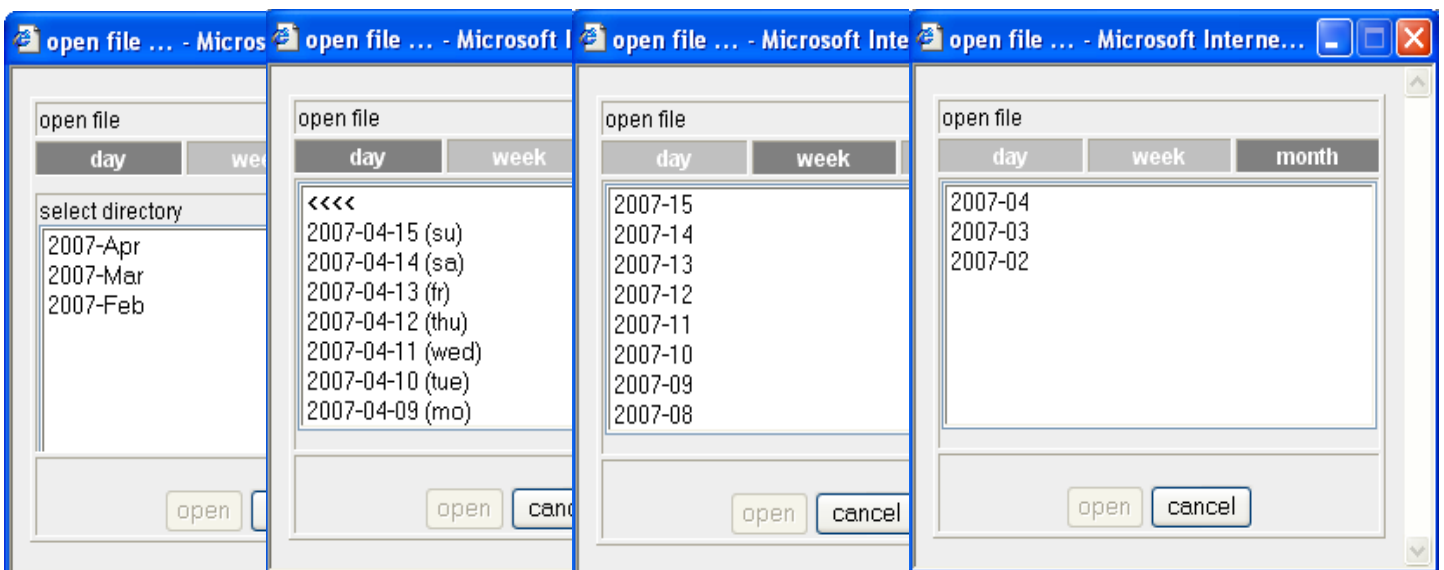 open file ... - Micros
open file
day wee
select directory
2007-Apr
2007-Mar
2007-Feb
open
open file ... - Microsoft I
open file
day week
<<<<
2007-04-15 (su)
2007-04-14 (sa)
2007-04-13 (fr)
2007-04-12 (thu)
2007-04-11 (wed)
2007-04-10 (tue)
2007-04-09 (mo)
open canc
open file ... - Microsoft Inte
open file
day week
2007-15
2007-14
2007-13
2007-12
2007-11
2007-10
2007-09
2007-08
open cancel
open file ... - Microsoft Interne...
open file
day week month
2007-04
2007-03
2007-02
open cancel